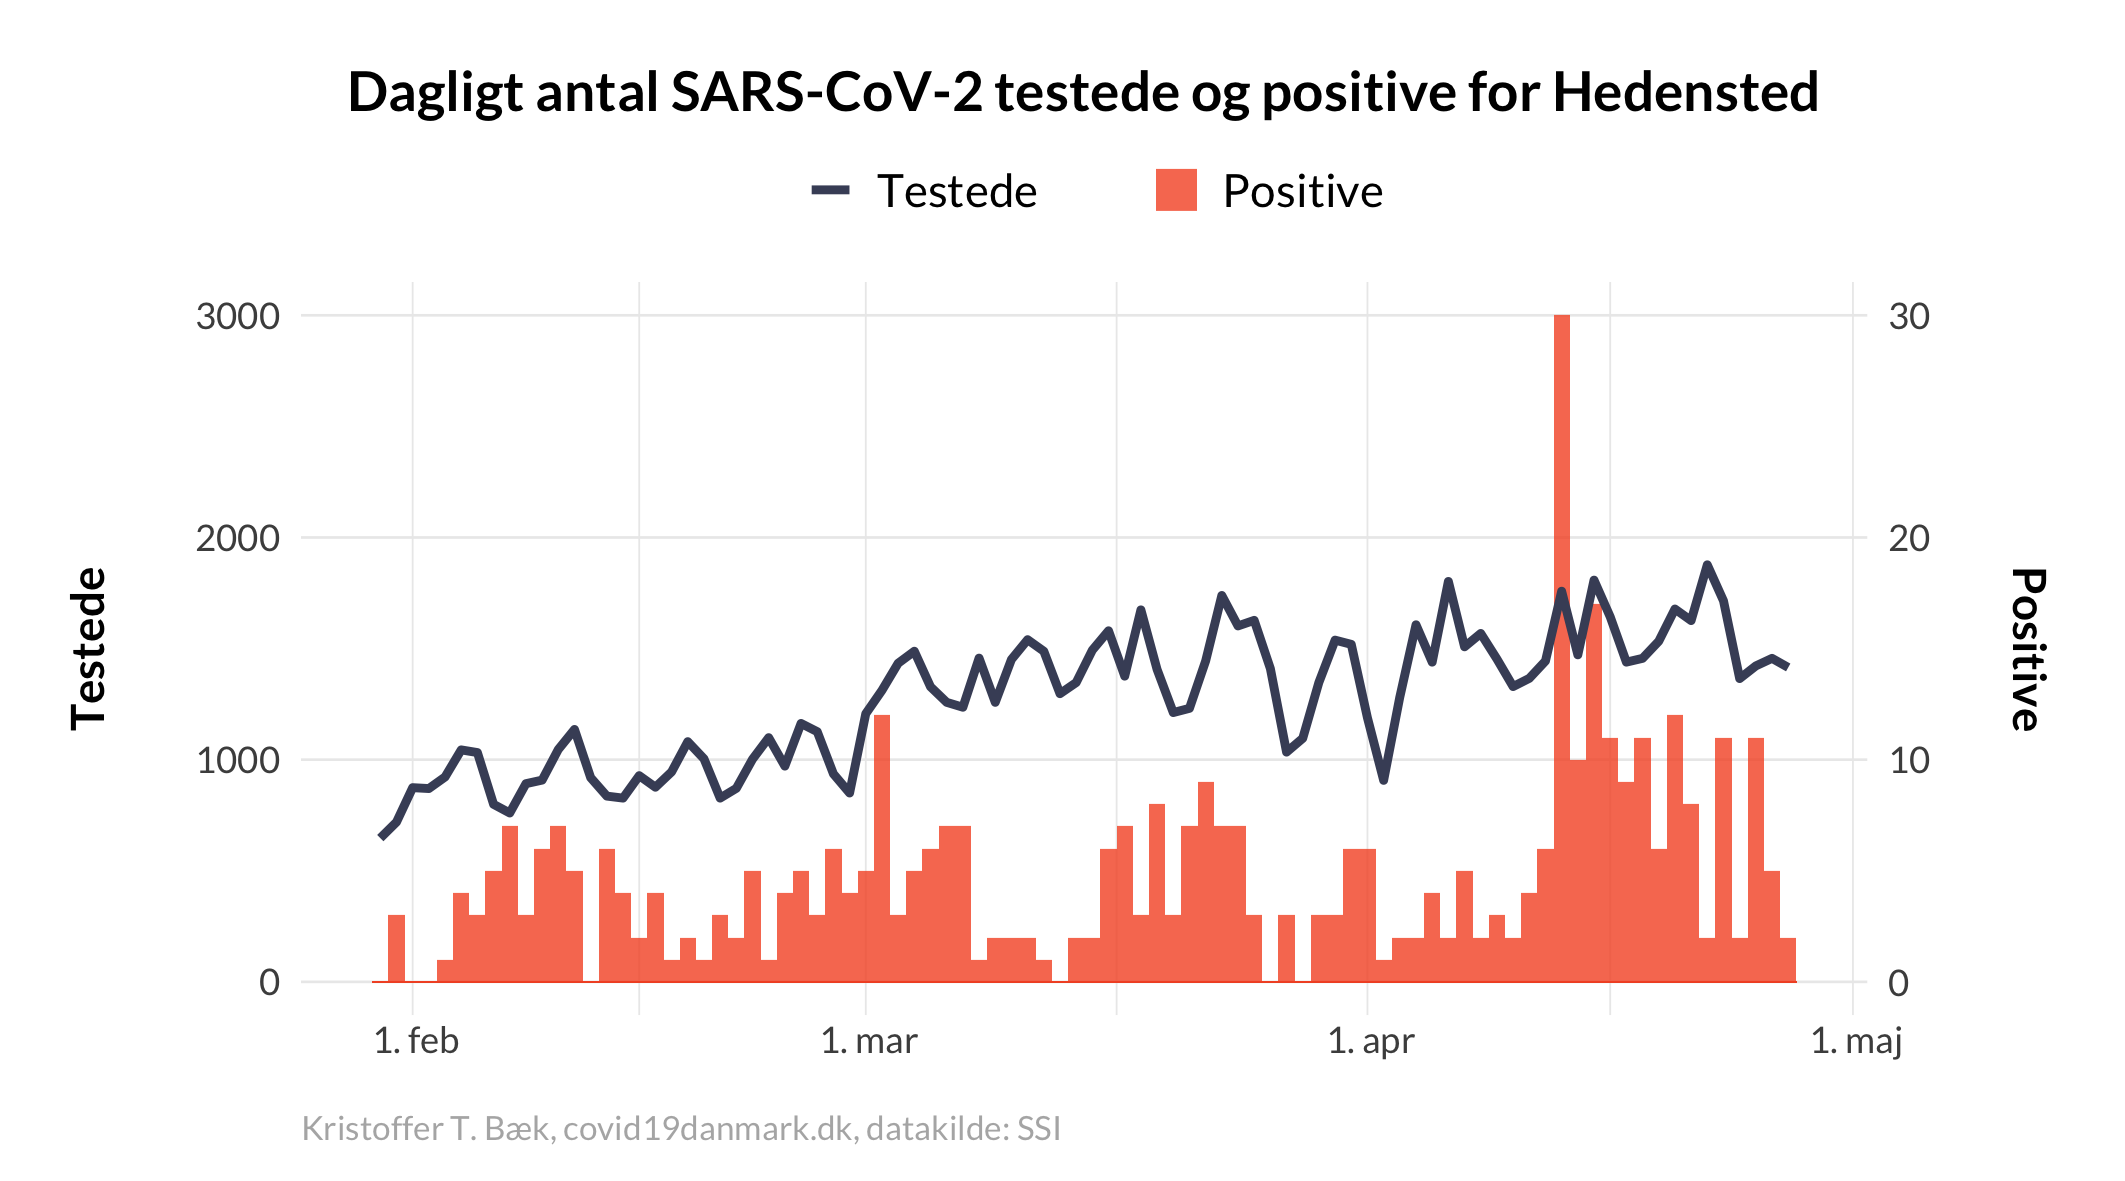 Dagligt antal SARS-CoV-2 testede og positive for Hedensted
Testede
Positive
3000
2000
1000
0
30
20
10
0
Testede
Positive
1. feb
1. mar
1. apr
1. maj
Kristoffer T. Bæk, covid19danmark.dk, datakilde: SSI